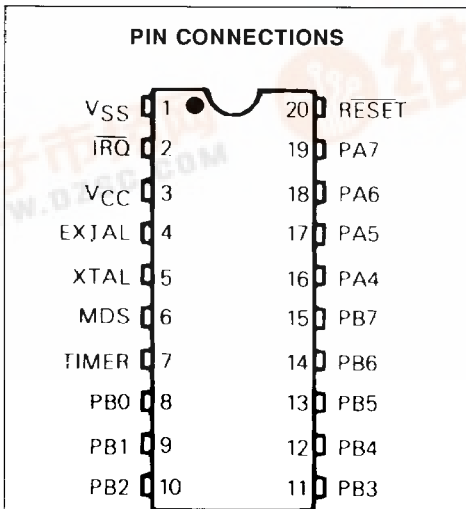 PIN CONNECTIONS
VSS 1 20 RESET
IRQ 2 19 PA7
VCC 3 18 PA6
EXTAL 4 17 PA5
XTAL 5 16 PA4
MDS 6 15 PB7
TIMER 7 14 PB6
PB0 8 13 PB5
PB1 9 12 PB4
PB2 10 11 PB3
W.DZSC.COM